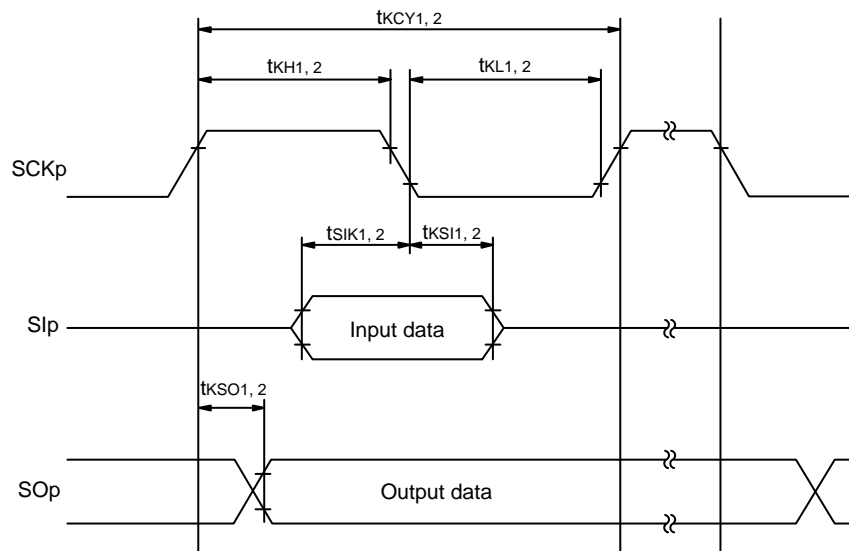 tKCY1, 2
tKH1, 2
tKL1, 2
SCKp
tSIK1, 2
tKSI1, 2
SIp
Input data
tKSO1, 2
SOp
Output data